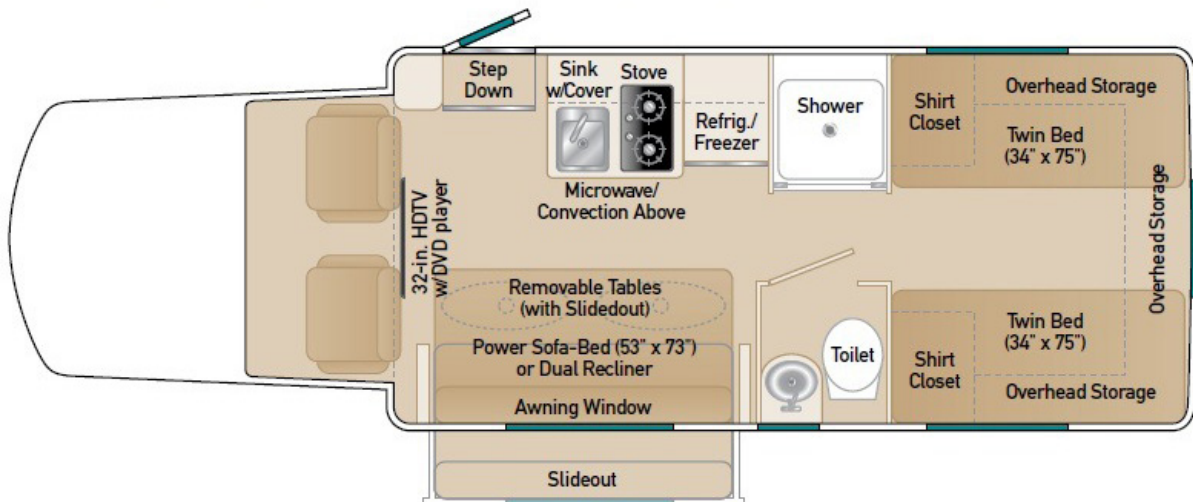 Step
Down
Sink
w/Cover
Stove
Refrig./
Freezer
Shower
Shirt
Closet
Overhead Storage
Twin Bed
(34" x 75")
Microwave/
Convection Above
32-in. HDTV
w/DVD player
Overhead Storage
Removable Tables
(with Slidedout)
Power Sofa-Bed (53" x 73")
or Dual Recliner
Awning Window
Slideout
Toilet
Shirt
Closet
Twin Bed
(34" x 75")
Overhead Storage